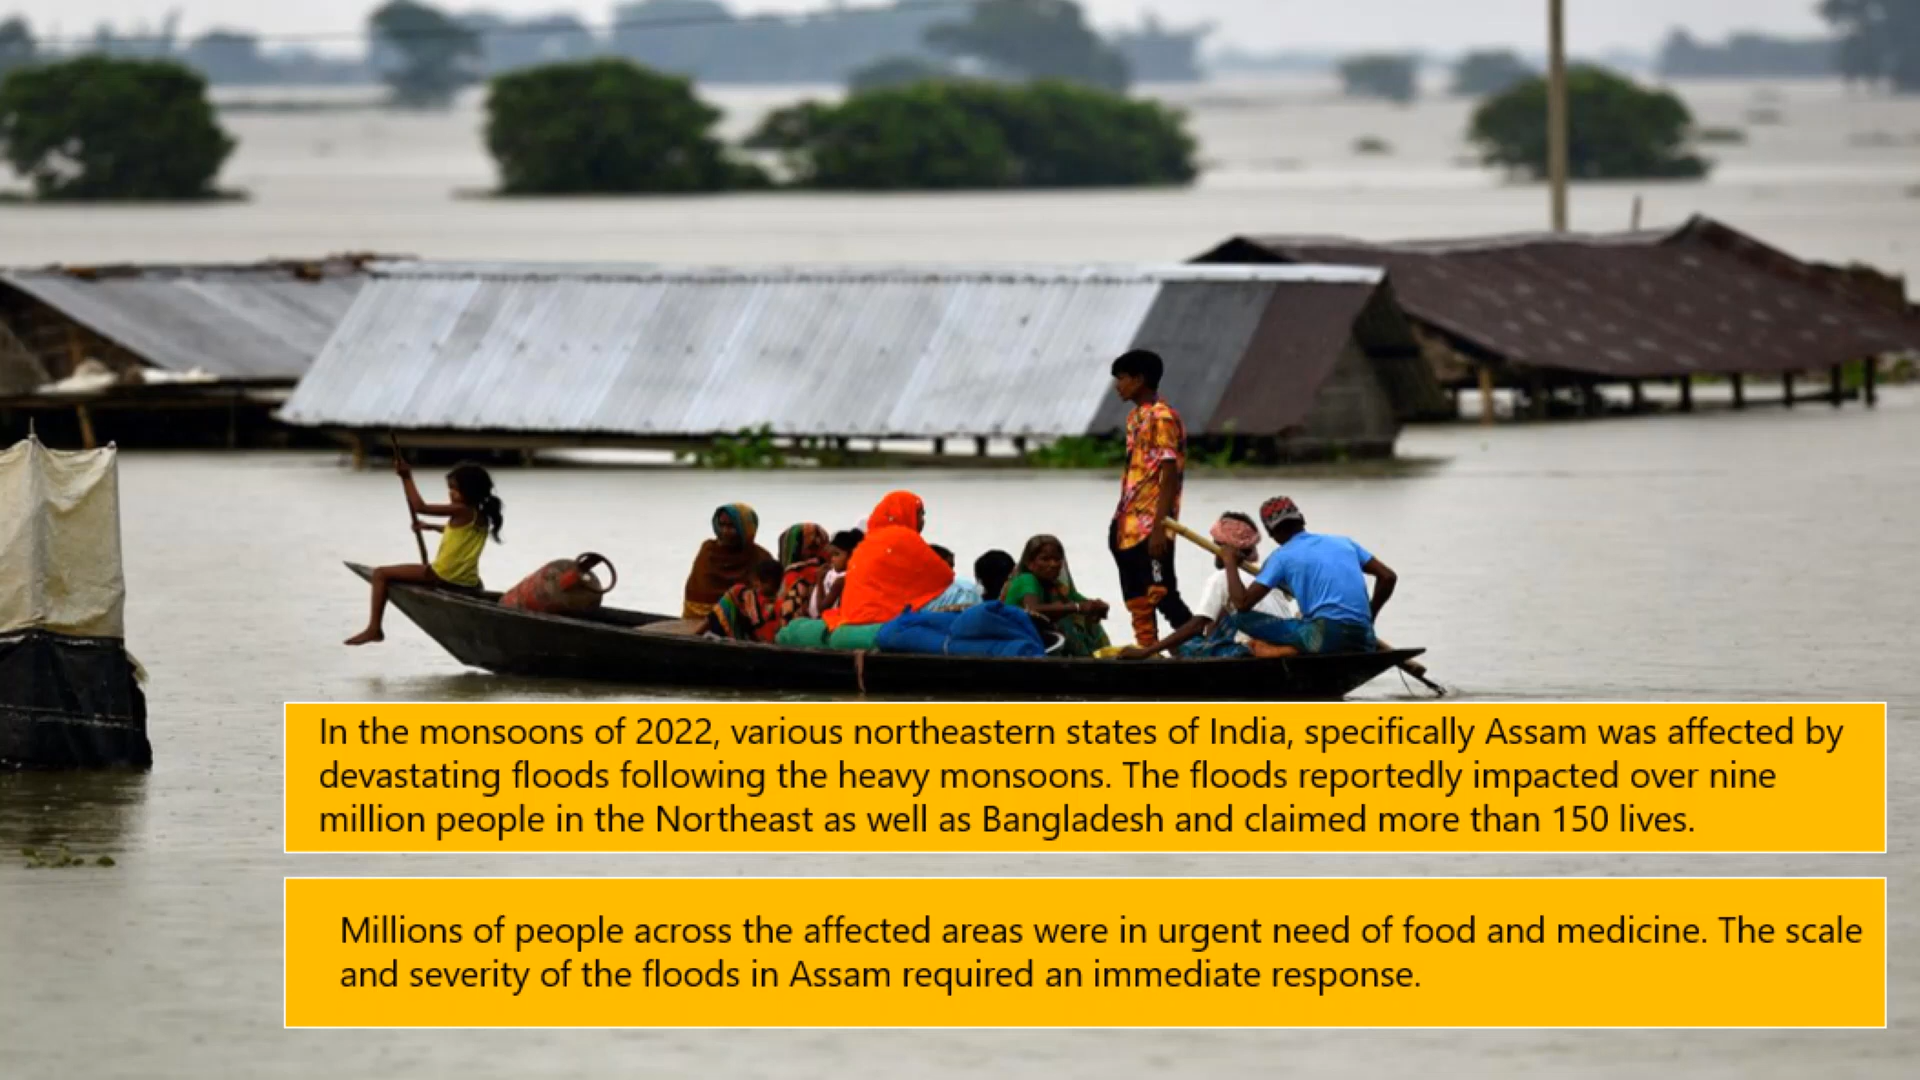 In the monsoons of 2022, various northeastern states of India, specifically Assam was affected by
devastating floods following the heavy monsoons. The floods reportedly impacted over nine
million people in the Northeast as well as Bangladesh and claimed more than 150 lives.
Millions of people across the affected areas were in urgent need of food and medicine. The scale
and severity of the floods in Assam required an immediate response.